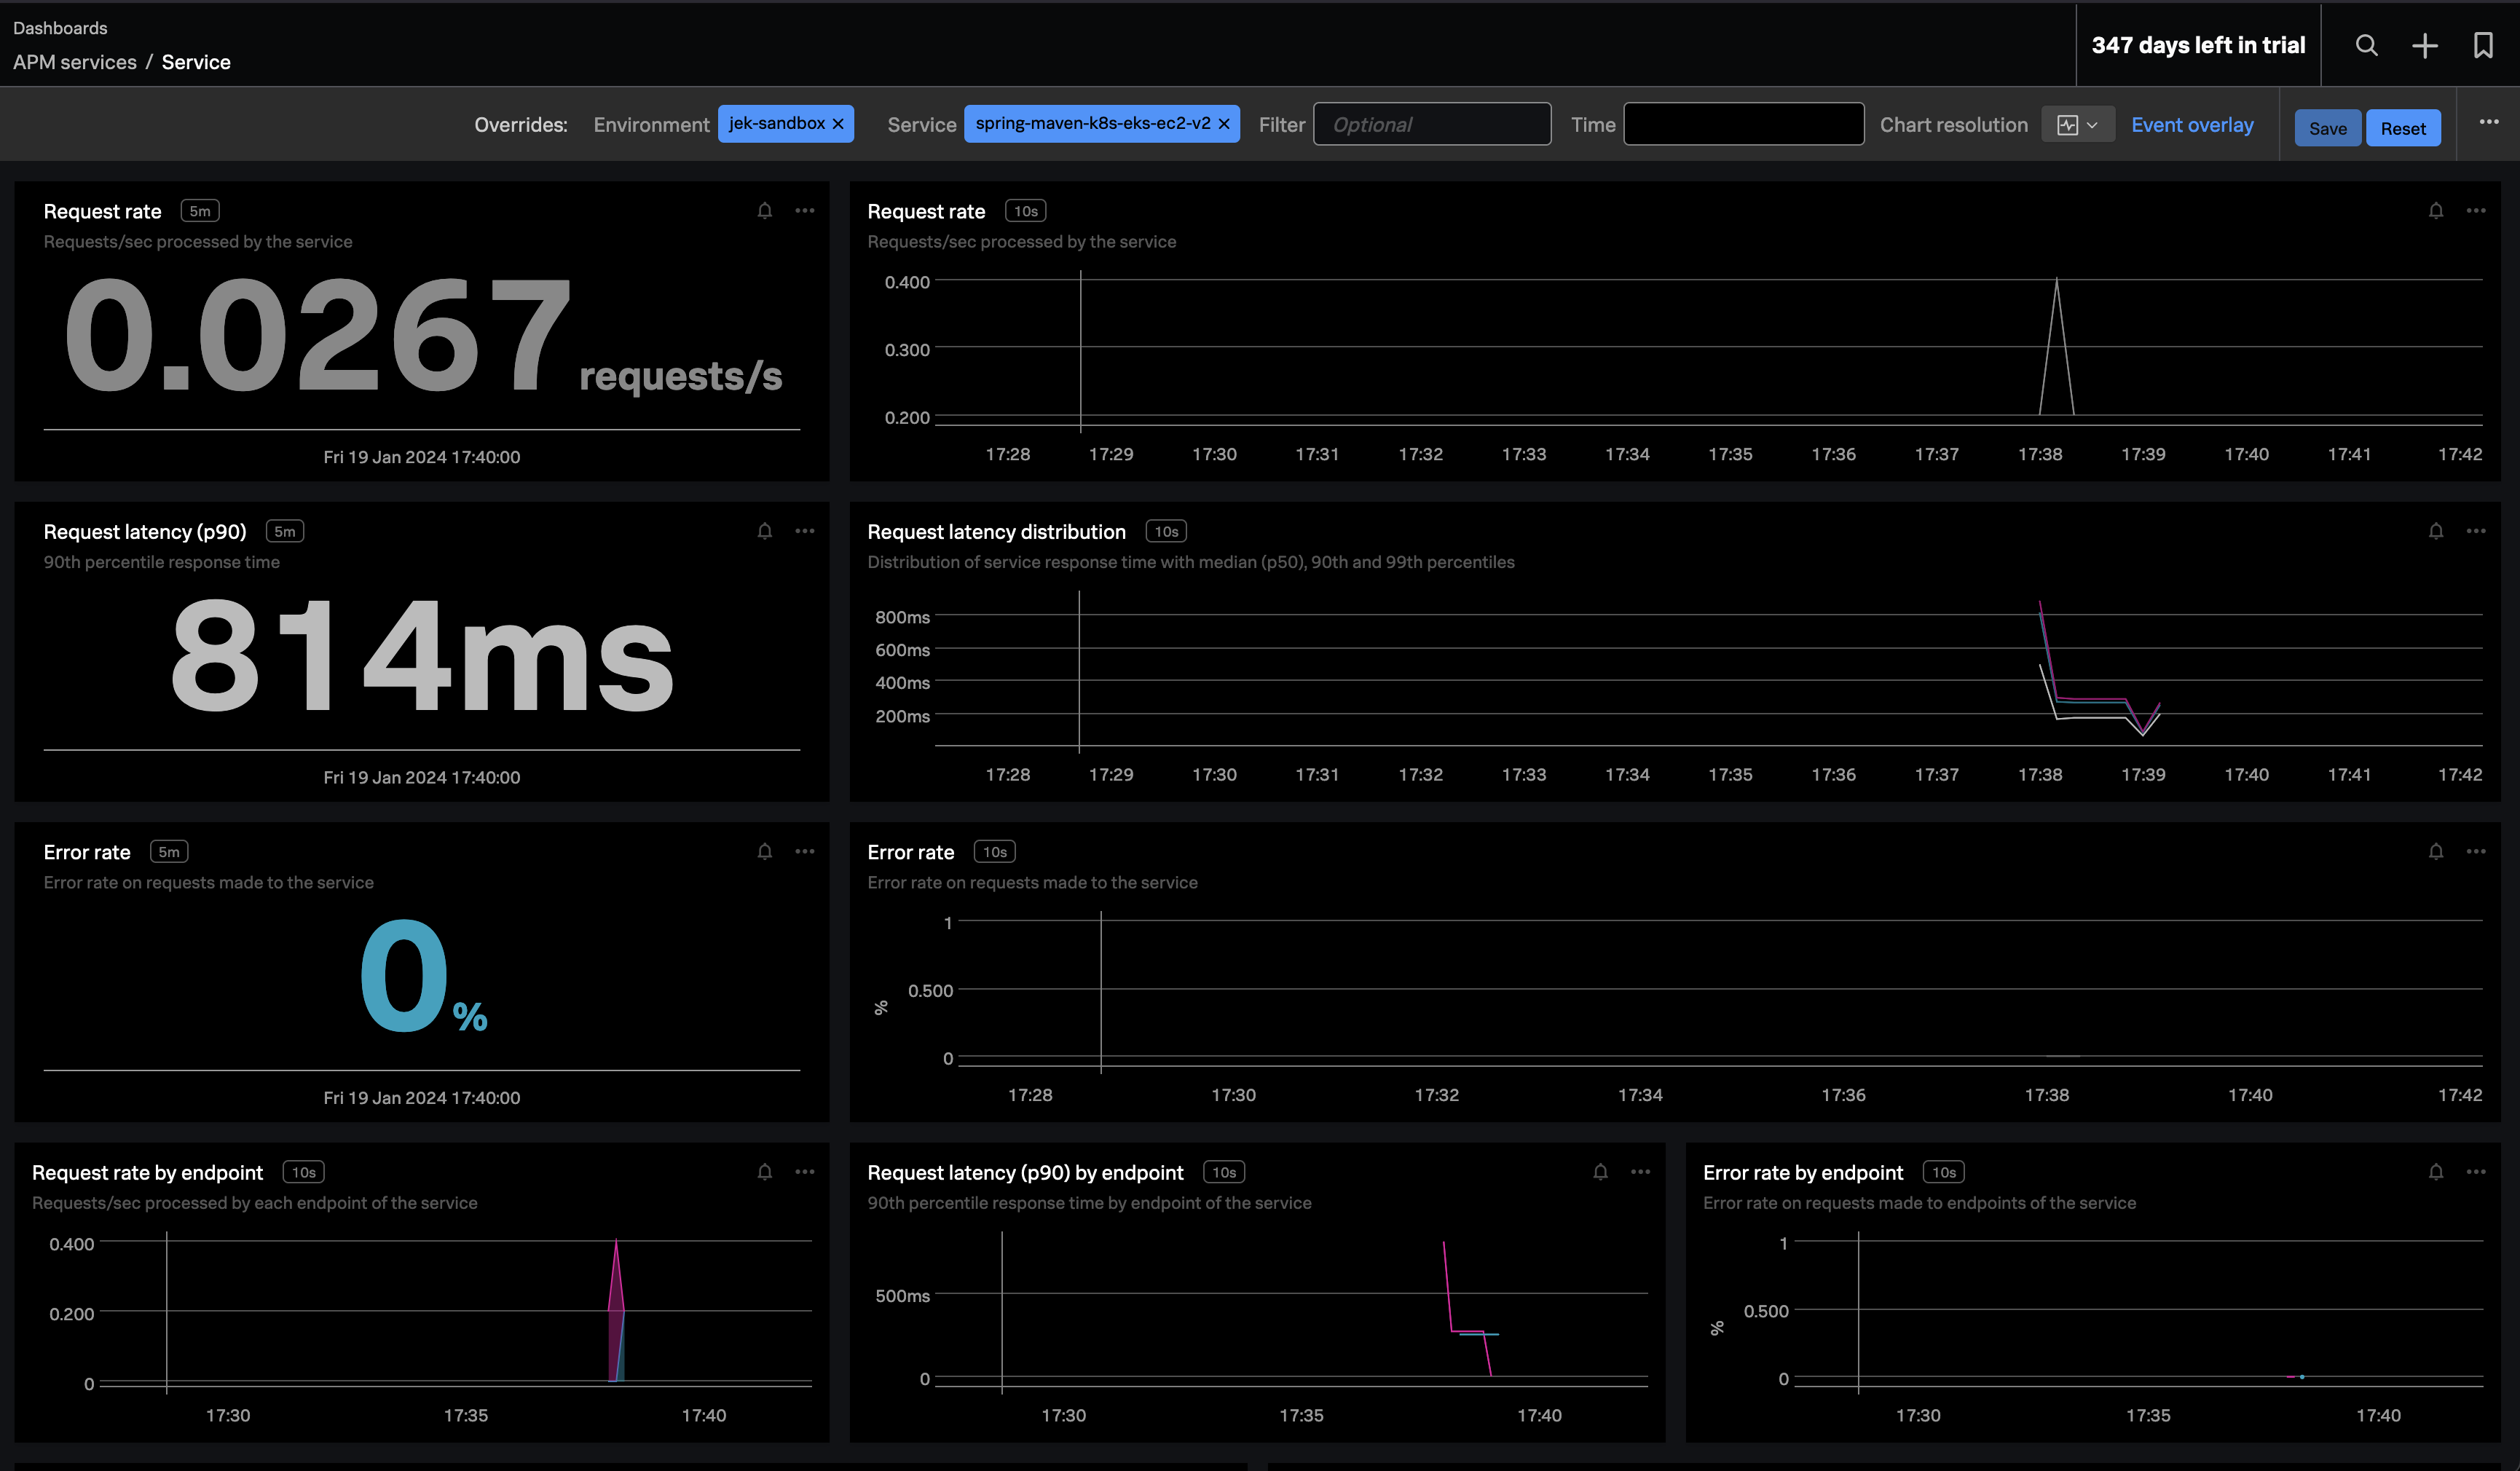 Dashboards
APM services / Service
347 days left in trial
Overrides: Environment jek-sandbox × Service spring-maven-k8s-eks-ec2-v2 × Filter Optional Time Chart resolution Event overlay Save Reset
Request rate 5m
Requests/sec processed by the service
0.0267 requests/s
Fri 19 Jan 2024 17:40:00
Request rate 10s
Requests/sec processed by the service
0.400
0.300
0.200
17:28 17:29 17:30 17:31 17:32 17:33 17:34 17:35 17:36 17:37 17:38 17:39 17:40 17:41 17:42
Request latency (p90) 5m
90th percentile response time
814ms
Fri 19 Jan 2024 17:40:00
Request latency distribution 10s
Distribution of service response time with median (p50), 90th and 99th percentiles
800ms
600ms
400ms
200ms
17:28 17:29 17:30 17:31 17:32 17:33 17:34 17:35 17:36 17:37 17:38 17:39 17:40 17:41 17:42
Error rate 5m
Error rate on requests made to the service
0%
Fri 19 Jan 2024 17:40:00
Error rate 10s
Error rate on requests made to the service
1
0.500
%
0
17:28 17:30 17:32 17:34 17:36 17:38 17:40 17:42
Request rate by endpoint 10s
Requests/sec processed by each endpoint of the service
0.400
0.200
0
17:30 17:35 17:40
Request latency (p90) by endpoint 10s
90th percentile response time by endpoint of the service
500ms
0
17:30 17:35 17:40
Error rate by endpoint 10s
Error rate on requests made to endpoints of the service
1
0.500
%
0
17:30 17:35 17:40